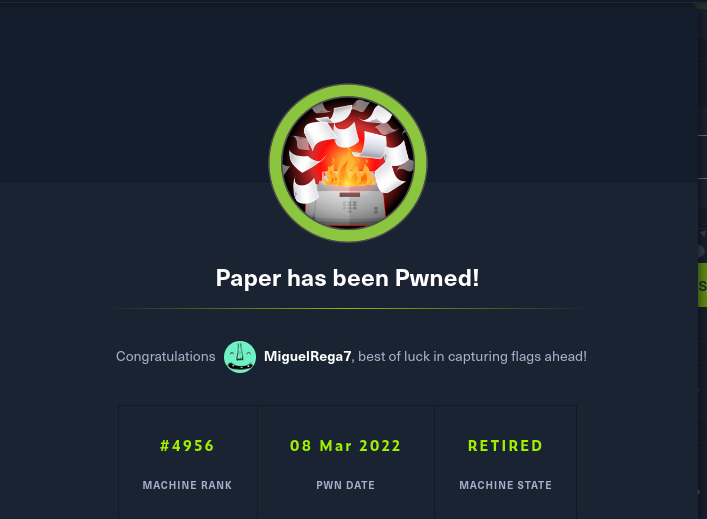 Paper has been Pwned!
Congratulations MiguelRega7, best of luck in capturing flags ahead!
#4956 08 Mar 2022 RETIRED
MACHINE RANK PWN DATE MACHINE STATE